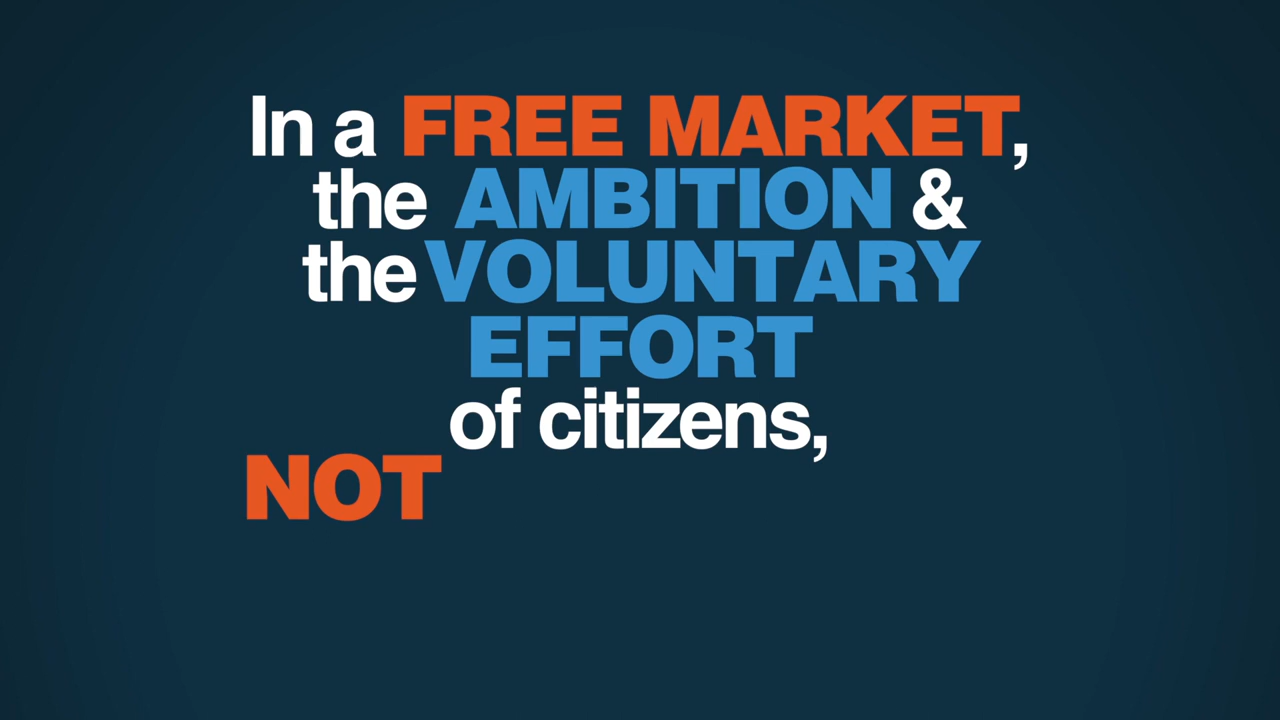 In a FREE MARKET,
the AMBITION &
the VOLUNTARY
EFFORT
of citizens,
NOT